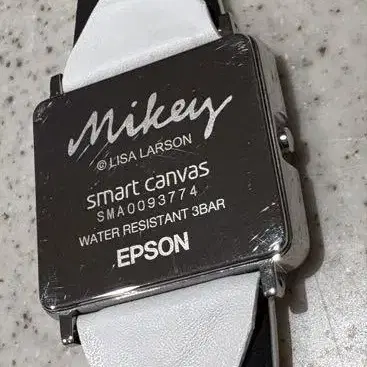 Mikey
© LISA LARSON
smart canvas
SMA0093774
WATER RESISTANT 3BAR
EPSON